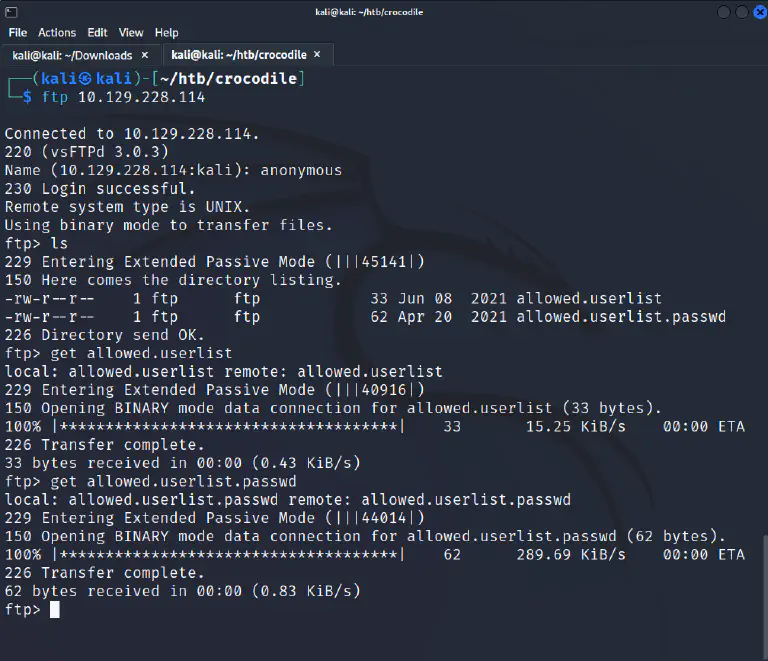 kali@kali: ~/htb/crocodile
File Actions Edit View Help
kali@kali: ~/Downloads × kali@kali: ~/htb/crocodile ×
┌──(kali㉿kali)-[~/htb/crocodile]
└─$ ftp 10.129.228.114
Connected to 10.129.228.114.
220 (vsFTPd 3.0.3)
Name (10.129.228.114:kali): anonymous
230 Login successful.
Remote system type is UNIX.
Using binary mode to transfer files.
ftp> ls
229 Entering Extended Passive Mode (|||45141|)
150 Here comes the directory listing.
-rw-r--r--    1 ftp      ftp            33 Jun 08  2021 allowed.userlist
-rw-r--r--    1 ftp      ftp            62 Apr 20  2021 allowed.userlist.passwd
226 Directory send OK.
ftp> get allowed.userlist
local: allowed.userlist remote: allowed.userlist
229 Entering Extended Passive Mode (|||40916|)
150 Opening BINARY mode data connection for allowed.userlist (33 bytes).
100% |*************************************|    33       15.25 KiB/s    00:00 ETA
226 Transfer complete.
33 bytes received in 00:00 (0.43 KiB/s)
ftp> get allowed.userlist.passwd
local: allowed.userlist.passwd remote: allowed.userlist.passwd
229 Entering Extended Passive Mode (|||44014|)
150 Opening BINARY mode data connection for allowed.userlist.passwd (62 bytes).
100% |*************************************|    62      289.69 KiB/s    00:00 ETA
226 Transfer complete.
62 bytes received in 00:00 (0.83 KiB/s)
ftp>